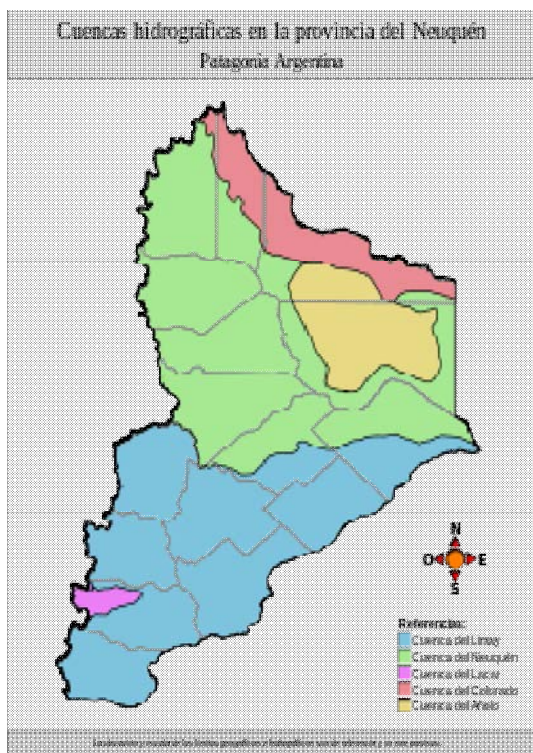 Cuencas hidrográficas en la provincia del Neuquén
Patagonia Argentina
N
O E
S
Referencias:
Cuenca del Limay
Cuenca del Neuquén
Cuenca del Lacar
Cuenca del Colorado
Cuenca del Añelo